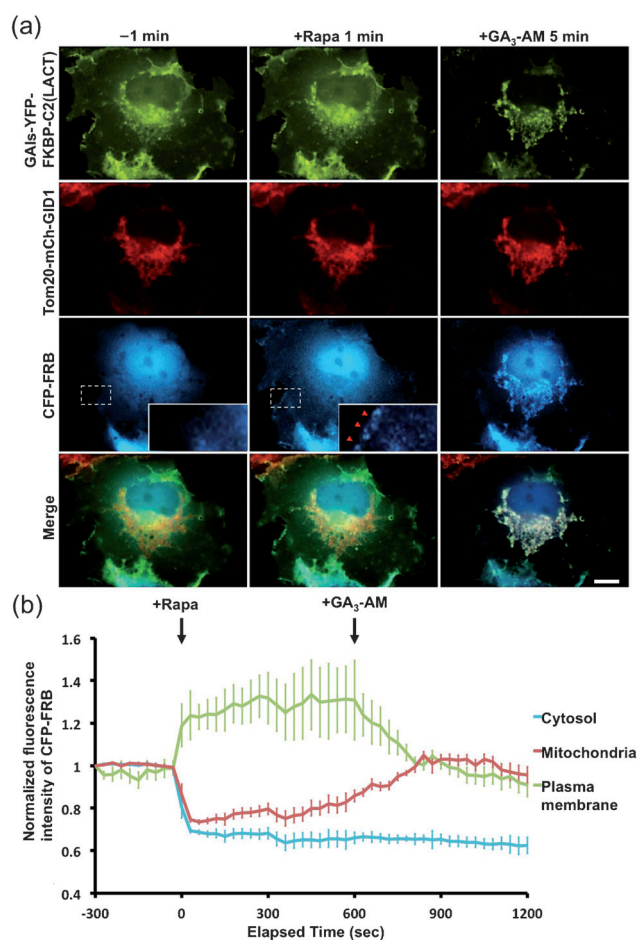 (a)
−1 min +Rapa 1 min +GA3-AM 5 min
GAIs-YFP-
FKBP-C2(LACT)
Tom20-mCh-GID1
CFP-FRB
Merge
(b)
+Rapa +GA3-AM
Normalized fluorescence
intensity of CFP-FRB
1.6
1.4
1.2
1.0
0.8
0.6
0.4
-300 0 300 600 900 1200
Elapsed Time (sec)
Cytosol
Mitochondria
Plasma
membrane